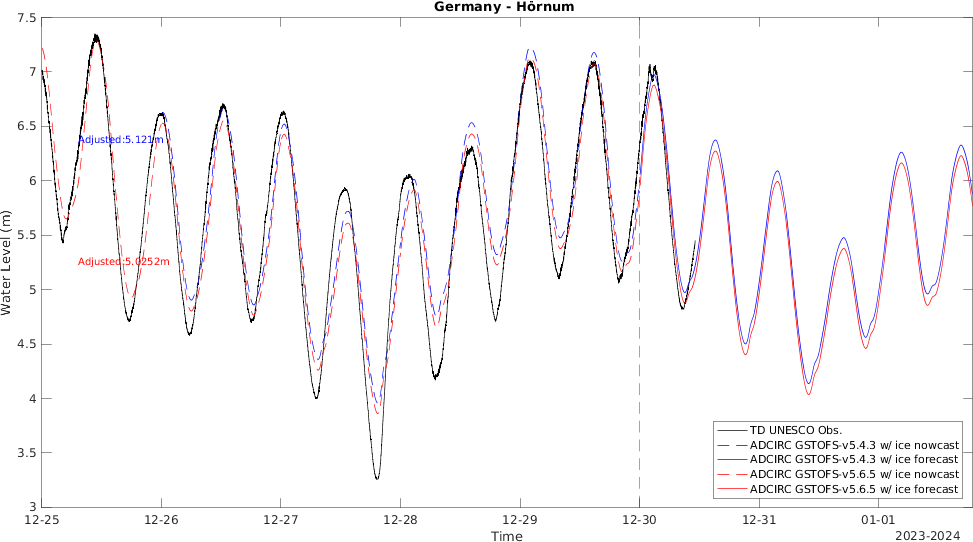 Germany - Hörnum
7.5
7
6.5
6
5.5
5
4.5
4
3.5
3
Water Level (m)
Adjusted:5.121m
Adjusted:5.0252m
TD UNESCO Obs.
ADCIRC GSTOFS-v5.4.3 w/ ice nowcast
ADCIRC GSTOFS-v5.4.3 w/ ice forecast
ADCIRC GSTOFS-v5.6.5 w/ ice nowcast
ADCIRC GSTOFS-v5.6.5 w/ ice forecast
12-25 12-26 12-27 12-28 12-29 12-30 12-31 01-01
Time
2023-2024